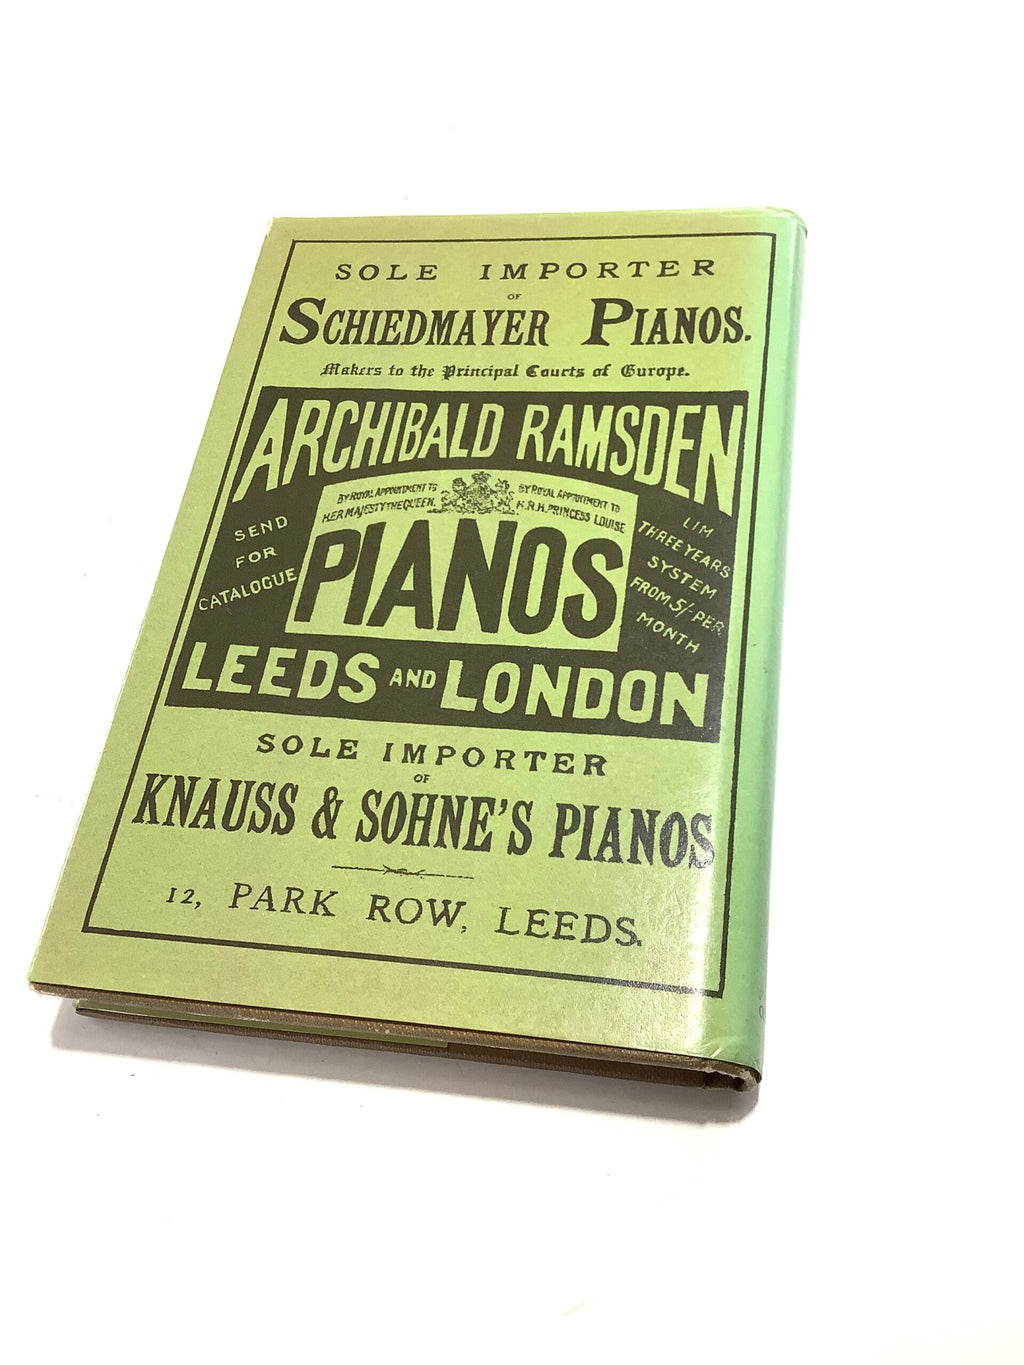 SOLE IMPORTER
OF
SCHIEDMAYER PIANOS.
Makers to the Principal Courts of Europe.
ARCHIBALD RAMSDEN
BY ROYAL APPOINTMENT TO
HER MAJESTY THE QUEEN.
BY ROYAL APPOINTMENT TO
H.R.H. PRINCESS LOUISE
SEND
FOR
CATALOGUE
PIANOS
LIM
THREE YEARS
SYSTEM
FROM 5/- PER
MONTH
LEEDS AND LONDON
SOLE IMPORTER
OF
KNAUSS & SOHNE'S PIANOS
12, PARK ROW, LEEDS.